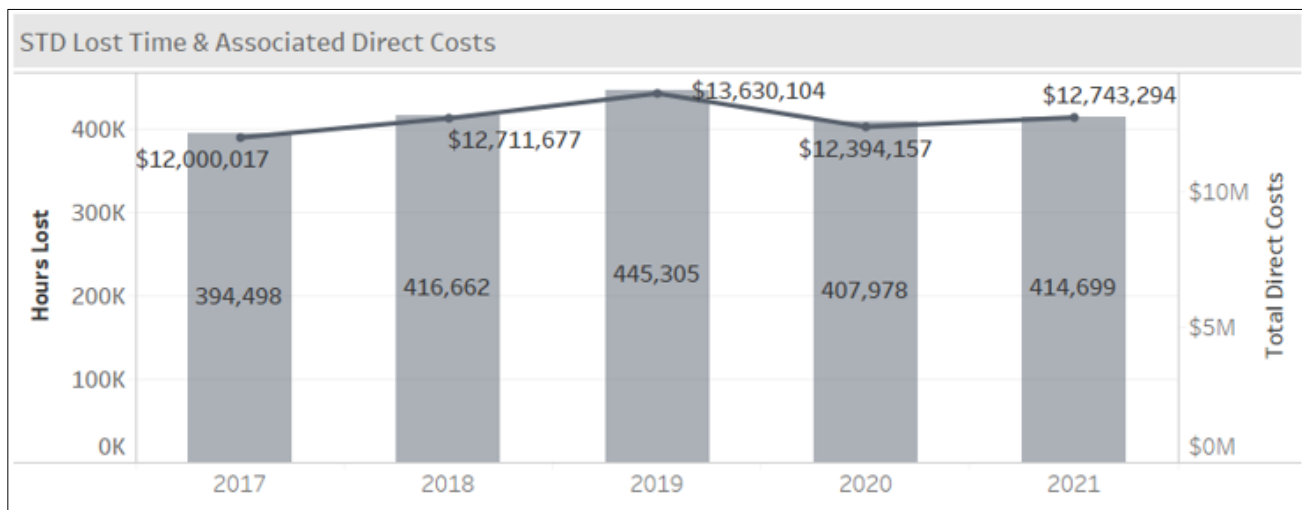 STD Lost Time & Associated Direct Costs
$13,630,104
$12,743,294
400K
$12,711,677
$12,394,157
$12,000,017
$10M
300K
Hours Lost
Total Direct Costs
445,305
416,662
407,978
414,699
394,498
200K
$5M
100K
0K
$0M
2017
2018
2019
2020
2021